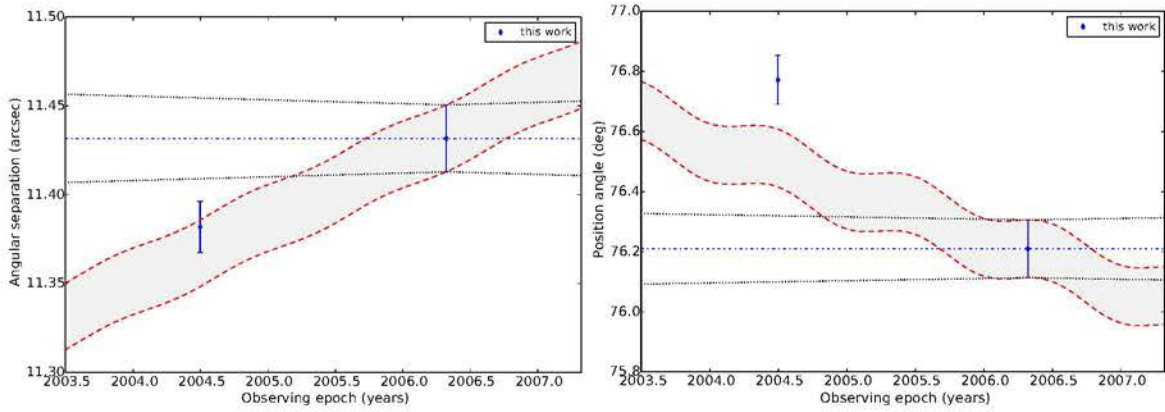 11.50
this work
11.45
11.40
11.35
11.30
Angular separation (arcsec)
2003.5 2004.0 2004.5 2005.0 2005.5 2006.0 2006.5 2007.0
Observing epoch (years)
77.0
this work
76.8
76.6
76.4
76.2
76.0
75.8
Position angle (deg)
2003.5 2004.0 2004.5 2005.0 2005.5 2006.0 2006.5 2007.0
Observing epoch (years)